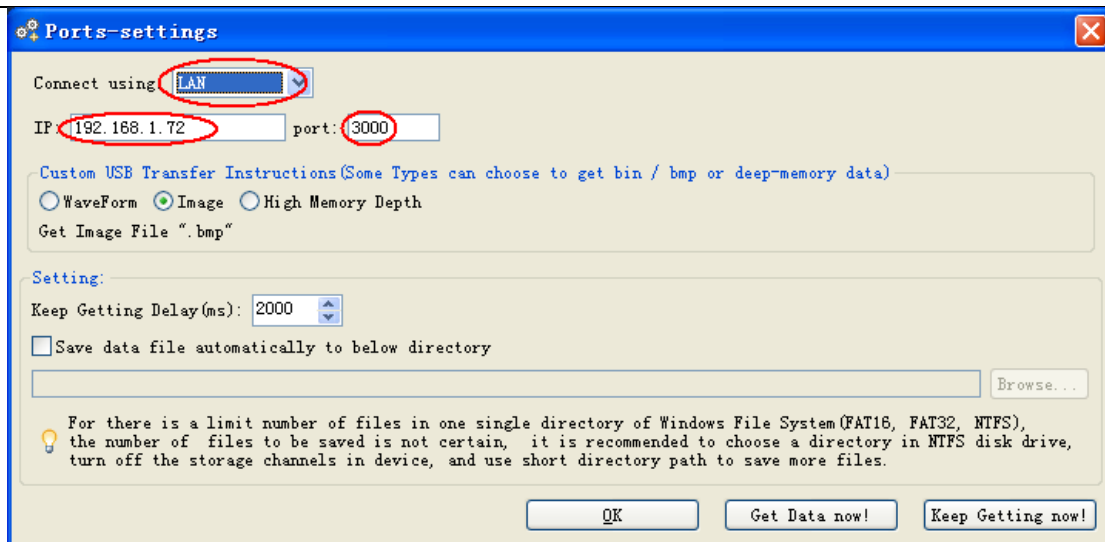 Ports-settings
Connect using: LAN
IP: 192.168.1.72 port: 3000
Custom USB Transfer Instructions(Some Types can choose to get bin / bmp or deep-memory data)
WaveForm Image High Memory Depth
Get Image File ".bmp"
Setting:
Keep Getting Delay(ms): 2000
Save data file automatically to below directory
Browse...
For there is a limit number of files in one single directory of Windows File System(FAT16, FAT32, NTFS),
the number of files to be saved is not certain, it is recommended to choose a directory in NTFS disk drive,
turn off the storage channels in device, and use short directory path to save more files.
OK Get Data now! Keep Getting now!